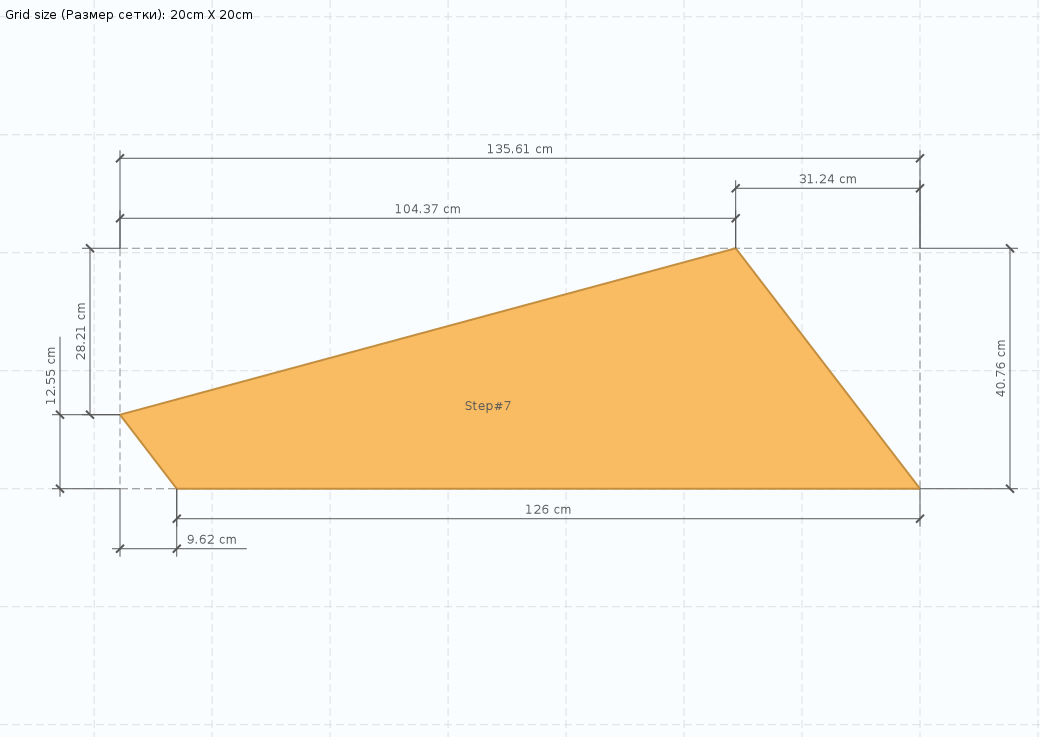 Grid size (Размер сетки): 20cm X 20cm
135.61 cm
31.24 cm
104.37 cm
28.21 cm
12.55 cm
40.76 cm
Step#7
126 cm
9.62 cm